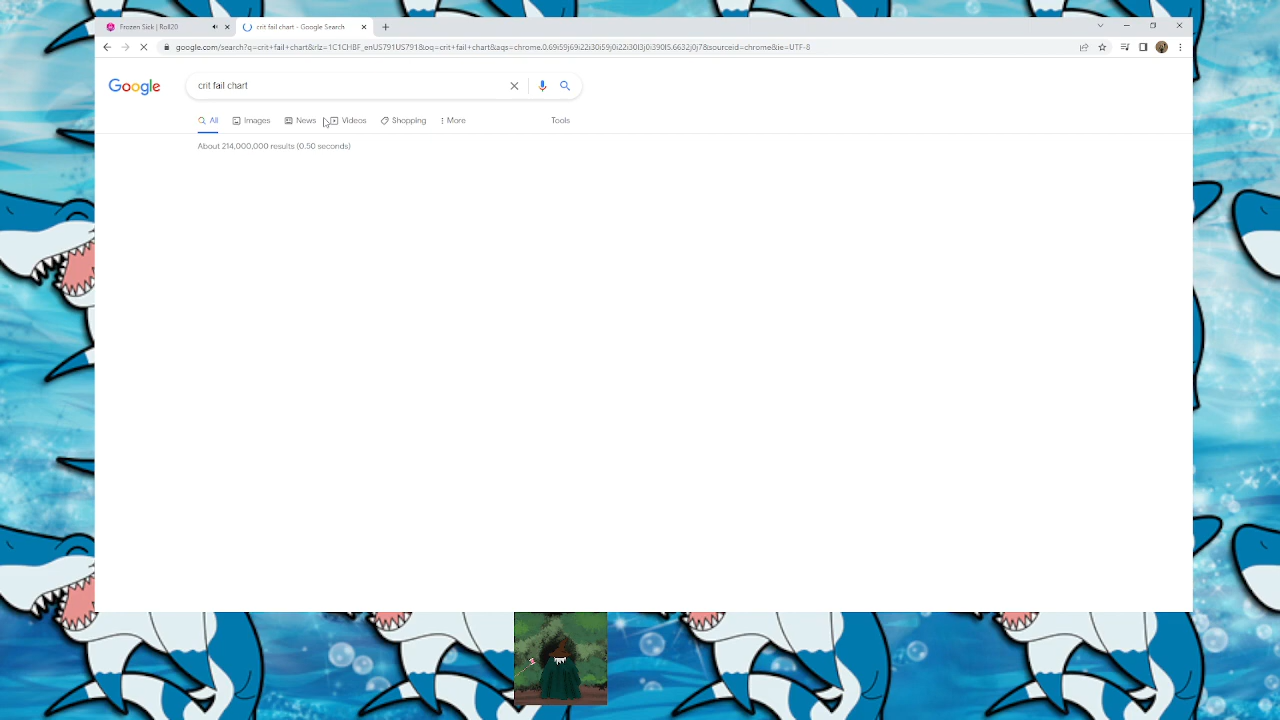 Frozen Sick | Roll20
crit fail chart - Google Search
google.com/search?q=crit+fail+chart&rlz=1C1CHBF_enUS791US791&oq=crit+fail+chart&aqs=chrome.0.69i59j69i22i30i59j0i22i30l3j0i390l5.6632j0j7&sourceid=chrome&ie=UTF-8
Google
crit fail chart
All Images News Videos Shopping More Tools
About 214,000,000 results (0.50 seconds)